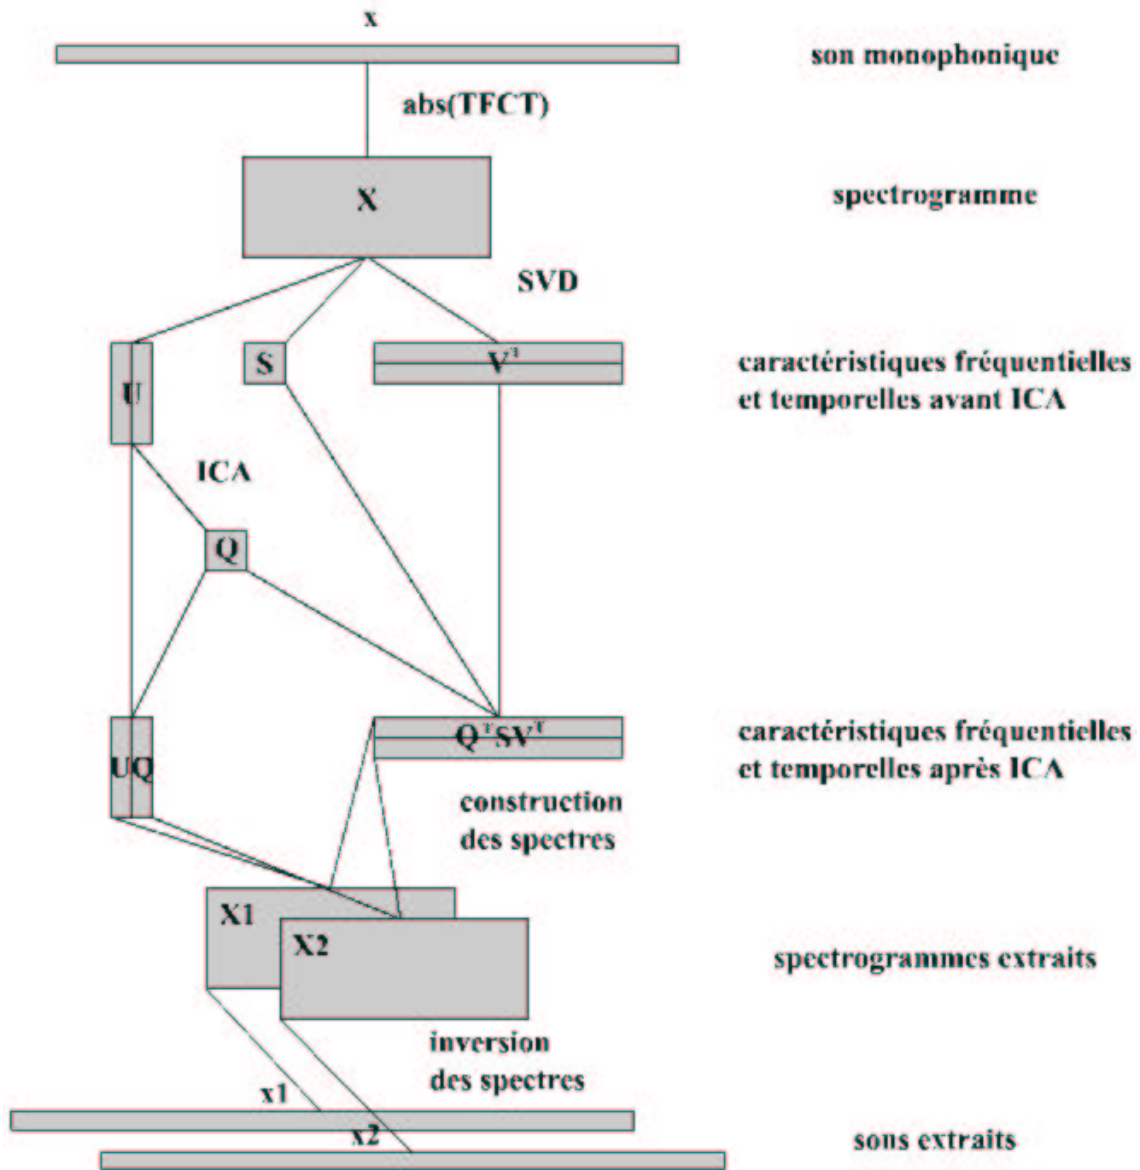 x
son monophonique
abs(TFCT)
X
spectrogramme
SVD
U
S
V^T
caractéristiques fréquentielles
et temporelles avant ICA
ICA
Q
UQ
Q^T SV^T
caractéristiques fréquentielles
et temporelles après ICA
construction
des spectres
X1
X2
spectrogrammes extraits
inversion
des spectres
x1
x2
sons extraits